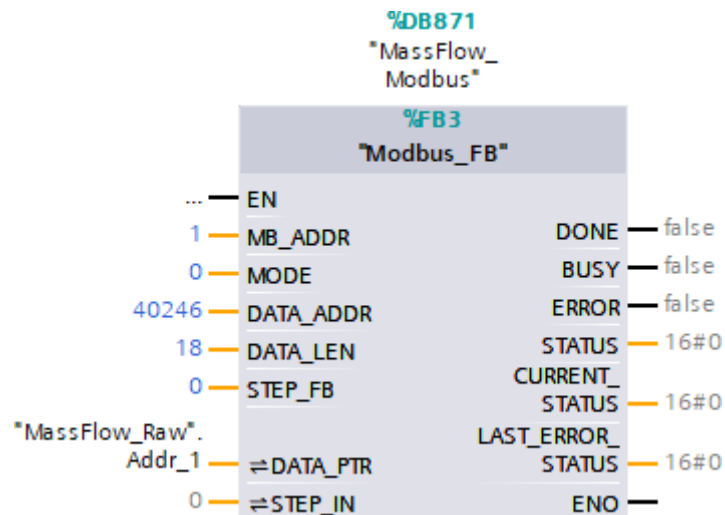 %DB871
"MassFlow_
Modbus"
%FB3
"Modbus_FB"
... EN
1 MB_ADDR DONE false
0 MODE BUSY false
40246 DATA_ADDR ERROR false
18 DATA_LEN STATUS 16#0
0 STEP_FB CURRENT_
STATUS 16#0
"MassFlow_Raw". LAST_ERROR_
Addr_1 ⇌DATA_PTR STATUS 16#0
0 ⇌STEP_IN ENO